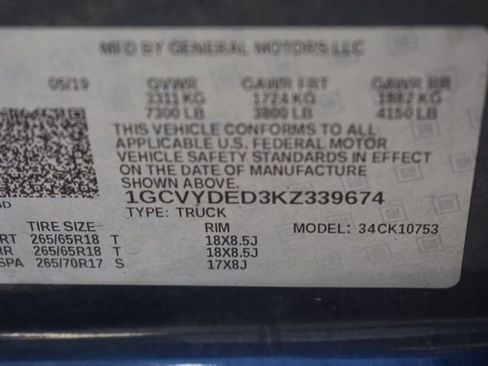 MFD BY GENERAL MOTORS LLC
05/19 GVWR GAWR FRT GAWR RR
3311 KG 1724 KG 1882 KG
7300 LB 3800 LB 4150 LB
THIS VEHICLE CONFORMS TO ALL
APPLICABLE U.S. FEDERAL MOTOR
VEHICLE SAFETY STANDARDS IN EFFECT
ON THE DATE OF MANUFACTURE
SHOWN ABOVE.
1GCVYDED3KZ339674
TYPE: TRUCK
TIRE SIZE RIM MODEL: 34CK10753
RT 265/65R18 T 18X8.5J
RR 265/65R18 T 18X8.5J
SPA 265/70R17 S 17X8J